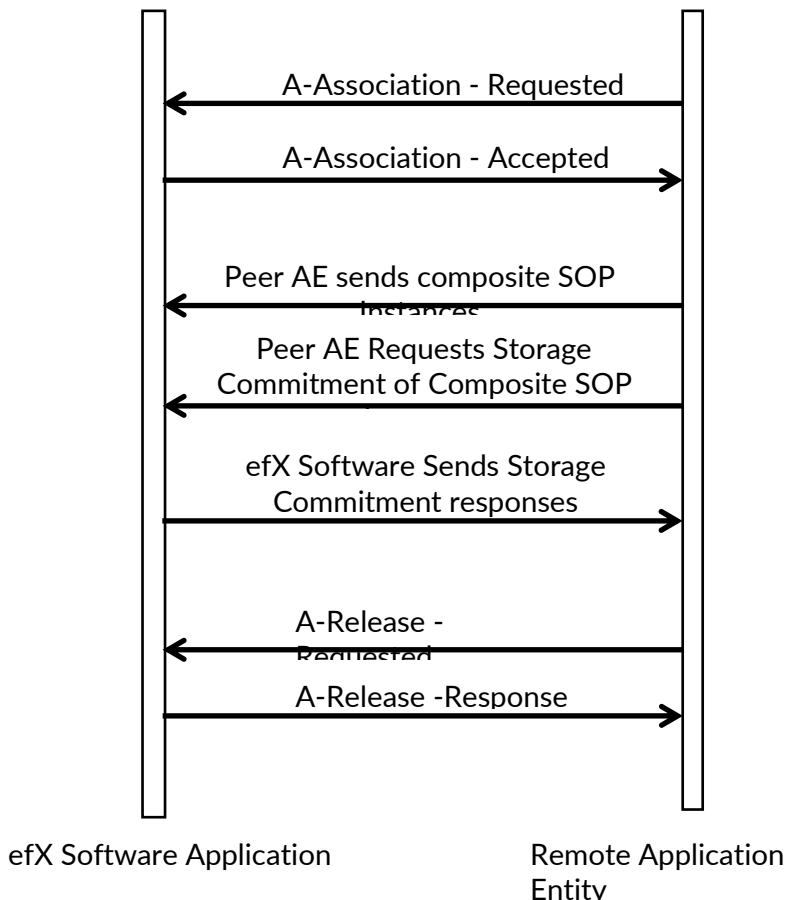 A-Association - Requested
A-Association - Accepted
Peer AE sends composite SOP
Instances
Peer AE Requests Storage
Commitment of Composite SOP
efX Software Sends Storage
Commitment responses
A-Release -
Requested
A-Release -Response
efX Software Application
Remote Application
Entity